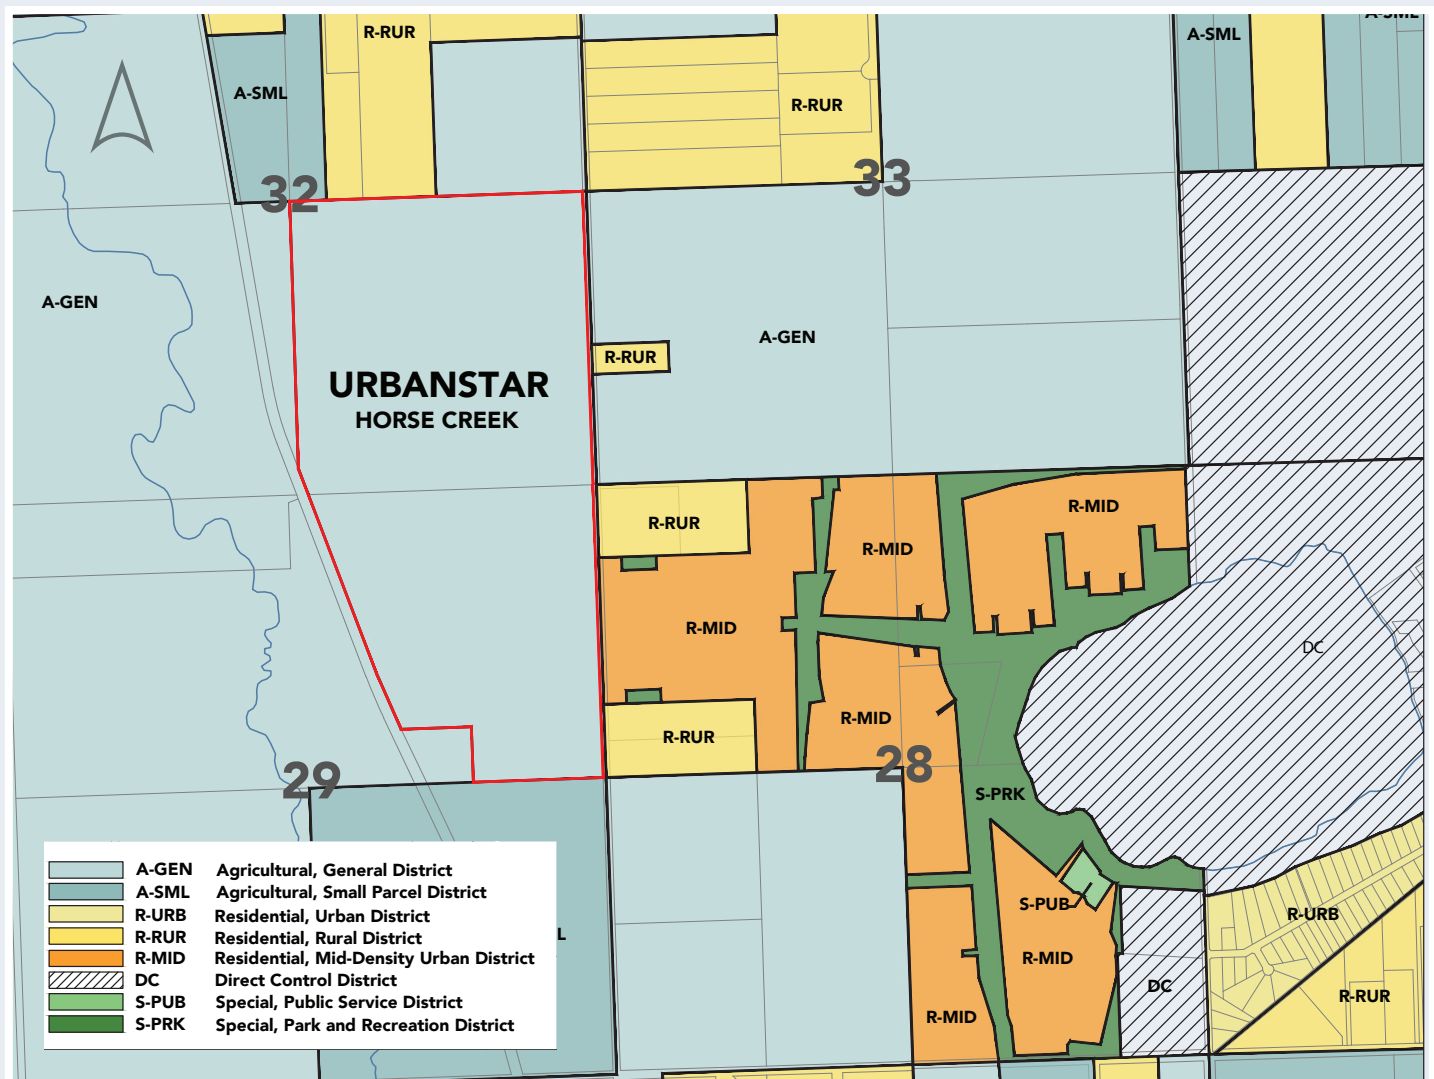 A-SML
R-RUR
A-SML
A-SML
R-RUR
32
33
A-GEN
A-GEN
R-RUR
URBANSTAR
HORSE CREEK
R-RUR
R-MID
R-MID
R-MID
DC
R-MID
R-RUR
28
29
S-PRK
S-PUB
R-MID
R-URB
DC
R-RUR
R-MID
L
A-GEN Agricultural, General District
A-SML Agricultural, Small Parcel District
R-URB Residential, Urban District
R-RUR Residential, Rural District
R-MID Residential, Mid-Density Urban District
DC Direct Control District
S-PUB Special, Public Service District
S-PRK Special, Park and Recreation District